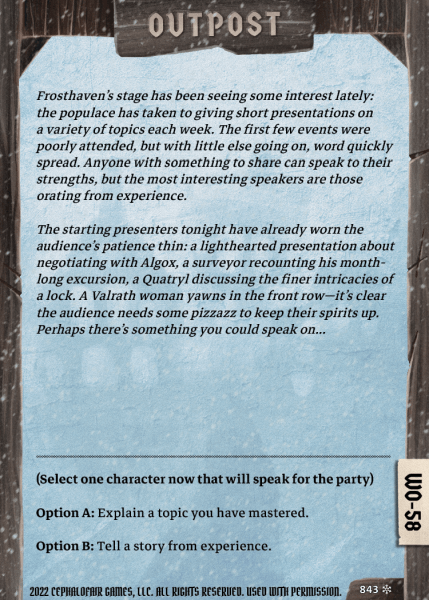 OUTPOST
Frosthaven’s stage has been seeing some interest lately:
the populace has taken to giving short presentations on
a variety of topics each week. The first few events were
poorly attended, but with little else going on, word quickly
spread. Anyone with something to share can speak to their
strengths, but the most interesting speakers are those
orating from experience.
The starting presenters tonight have already worn the
audience’s patience thin: a lighthearted presentation about
negotiating with Algox, a surveyor recounting his month-
long excursion, a Quatryl discussing the finer intricacies of
a lock. A Valrath woman yawns in the front row—it’s clear
the audience needs some pizzazz to keep their spirits up.
Perhaps there’s something you could speak on...
(Select one character now that will speak for the party)
Option A: Explain a topic you have mastered.
Option B: Tell a story from experience.
WO-58
2022 CEPHALOFAIR GAMES, LLC. ALL RIGHTS RESERVED. USED WITH PERMISSION.
843